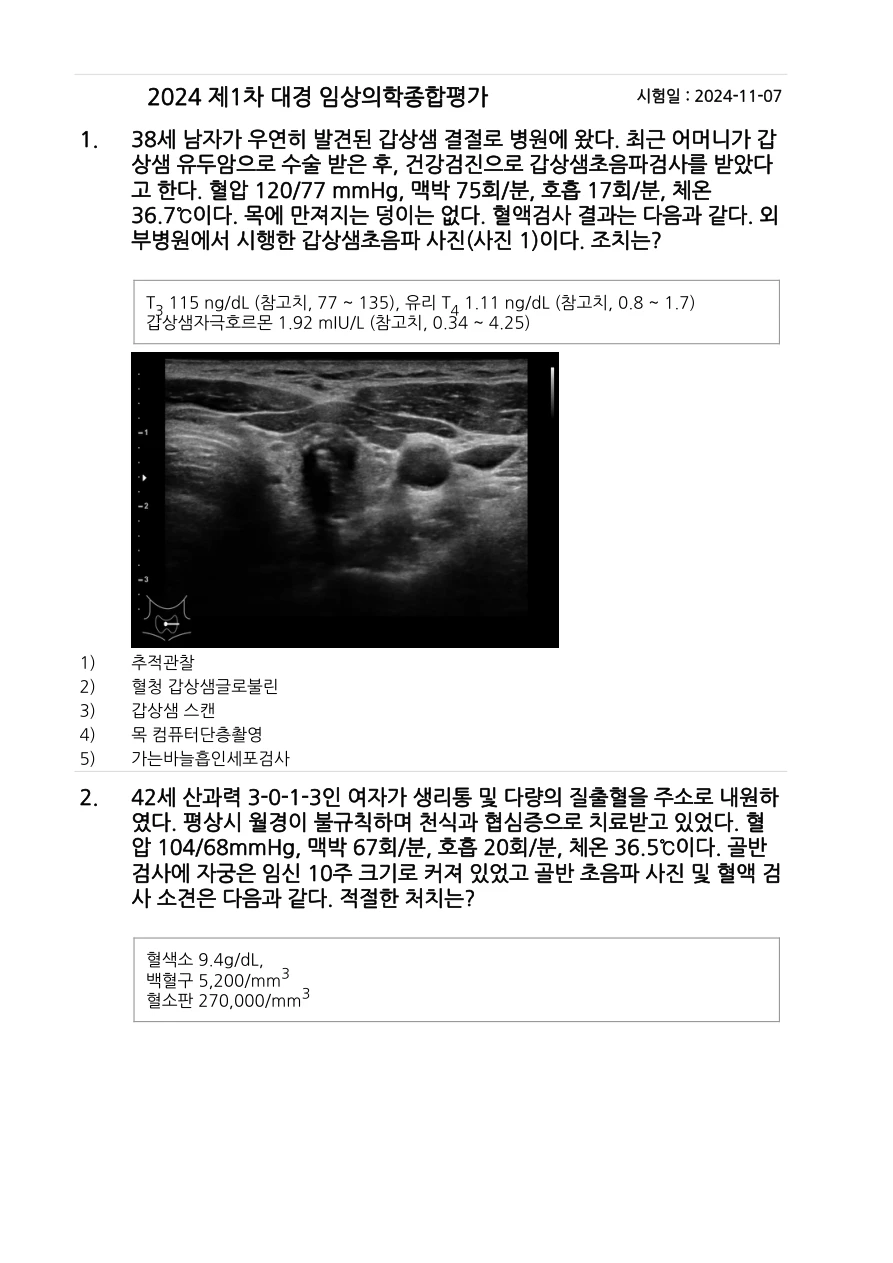 2024 제1차 대경 임상의학종합평가 시험일 : 2024-11-07
1. 38세 남자가 우연히 발견된 갑상샘 결절로 병원에 왔다. 최근 어머니가 갑
상샘 유두암으로 수술 받은 후, 건강검진으로 갑상샘초음파검사를 받았다
고 한다. 혈압 120/77 mmHg, 맥박 75회/분, 호흡 17회/분, 체온
36.7℃이다. 목에 만져지는 덩이는 없다. 혈액검사 결과는 다음과 같다. 외
부병원에서 시행한 갑상샘초음파 사진(사진 1)이다. 조치는?
T3 115 ng/dL (참고치, 77 ~ 135), 유리 T4 1.11 ng/dL (참고치, 0.8 ~ 1.7)
갑상샘자극호르몬 1.92 mIU/L (참고치, 0.34 ~ 4.25)
1
2
3
1) 추적관찰
2) 혈청 갑상샘글로불린
3) 갑상샘 스캔
4) 목 컴퓨터단층촬영
5) 가는바늘흡인세포검사
2. 42세 산과력 3-0-1-3인 여자가 생리통 및 다량의 질출혈을 주소로 내원하
였다. 평상시 월경이 불규칙하며 천식과 협심증으로 치료받고 있었다. 혈
압 104/68mmHg, 맥박 67회/분, 호흡 20회/분, 체온 36.5℃이다. 골반
검사에 자궁은 임신 10주 크기로 커져 있었고 골반 초음파 사진 및 혈액 검
사 소견은 다음과 같다. 적절한 처치는?
혈색소 9.4g/dL,
백혈구 5,200/mm3
혈소판 270,000/mm3